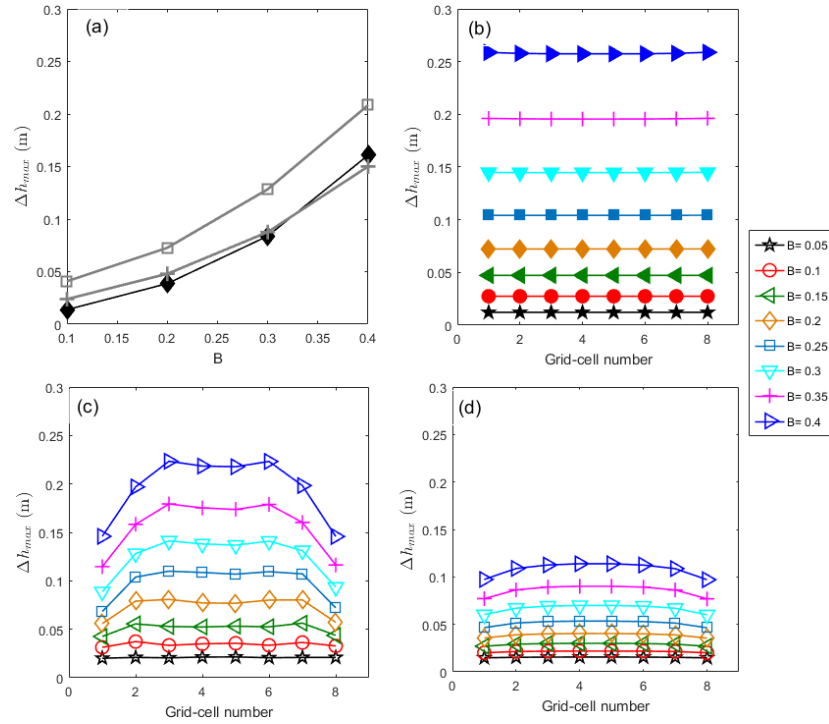 (a)
0.3
0.25
0.2
0.15
0.1
0.05
0
Δh_max (m)
0.1 0.15 0.2 0.25 0.3 0.35 0.4
B
(b)
0.3
0.25
0.2
0.15
0.1
0.05
0
Δh_max (m)
0 2 4 6 8
Grid-cell number
B= 0.05
B= 0.1
B= 0.15
B= 0.2
B= 0.25
B= 0.3
B= 0.35
B= 0.4
(c)
0.3
0.25
0.2
0.15
0.1
0.05
0
Δh_max (m)
0 2 4 6 8
Grid-cell number
(d)
0.3
0.25
0.2
0.15
0.1
0.05
0
Δh_max (m)
0 2 4 6 8
Grid-cell number